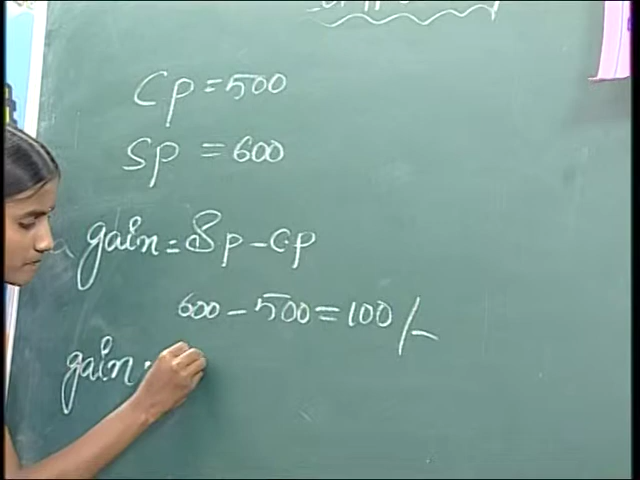 Cp = 500
Sp = 600
gain = Sp - Cp
600 - 500 = 100/-
gain